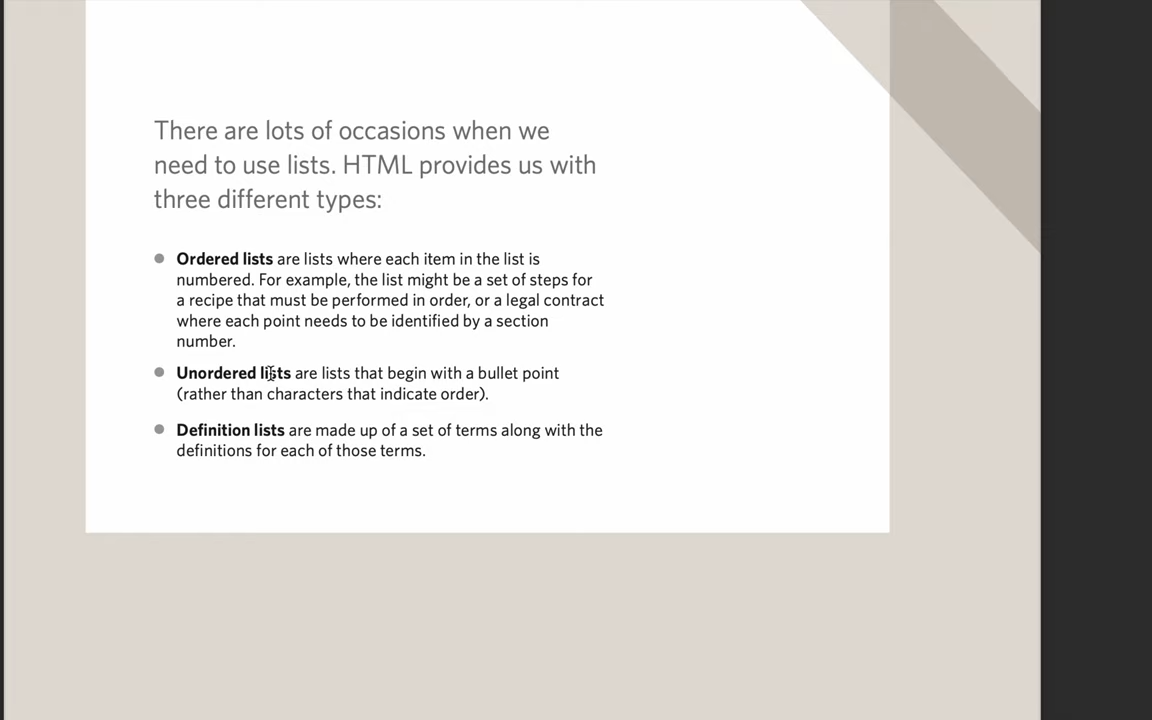 There are lots of occasions when we
need to use lists. HTML provides us with
three different types:
Ordered lists are lists where each item in the list is
numbered. For example, the list might be a set of steps for
a recipe that must be performed in order, or a legal contract
where each point needs to be identified by a section
number.
Unordered lists are lists that begin with a bullet point
(rather than characters that indicate order).
Definition lists are made up of a set of terms along with the
definitions for each of those terms.